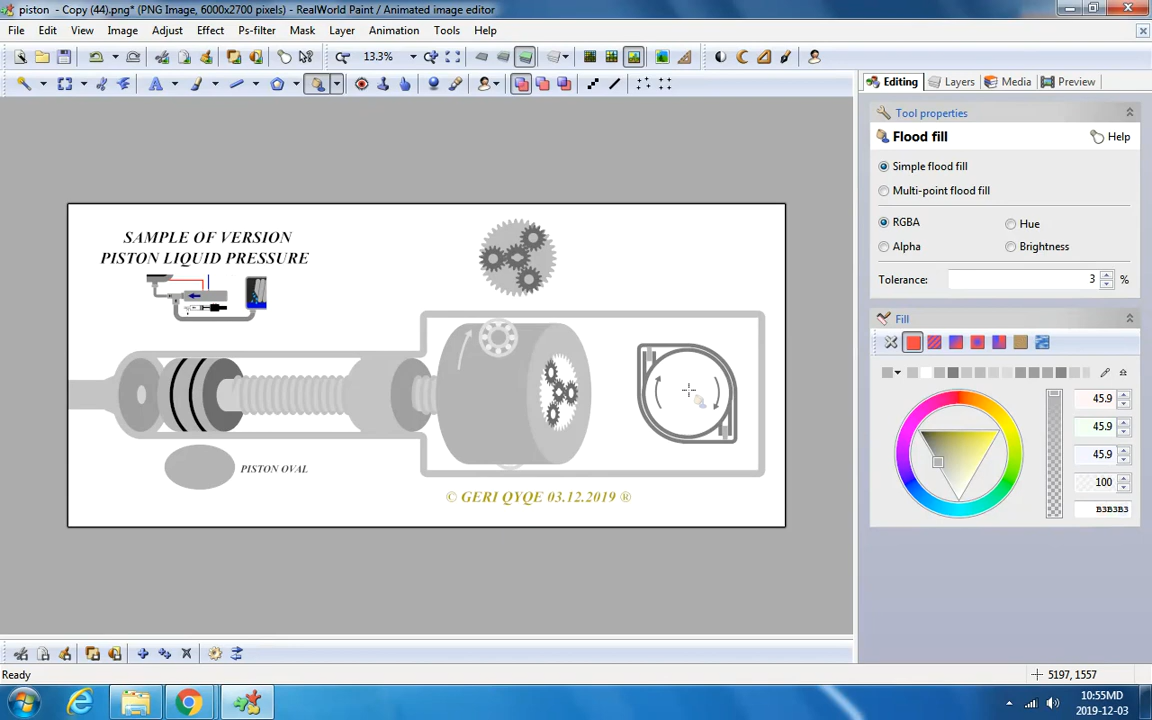 piston  - Copy (44).png* (PNG Image, 6000x2700 pixels) - RealWorld Paint / Animated image editor
File Edit View Image Adjust Effect Ps-filter Mask Layer Animation Tools Help
13.3%
Editing Layers Media Preview
Tool properties
Flood fill Help
Simple flood fill
Multi-point flood fill
RGBA Hue
Alpha Brightness
Tolerance: 3 %
Fill
45.9
45.9
45.9
100
B3B3B3
SAMPLE OF VERSION
PISTON LIQUID PRESSURE
PISTON OVAL
© GERI QYQE 03.12.2019 ®
Ready
5197, 1557
10:55MD
2019-12-03